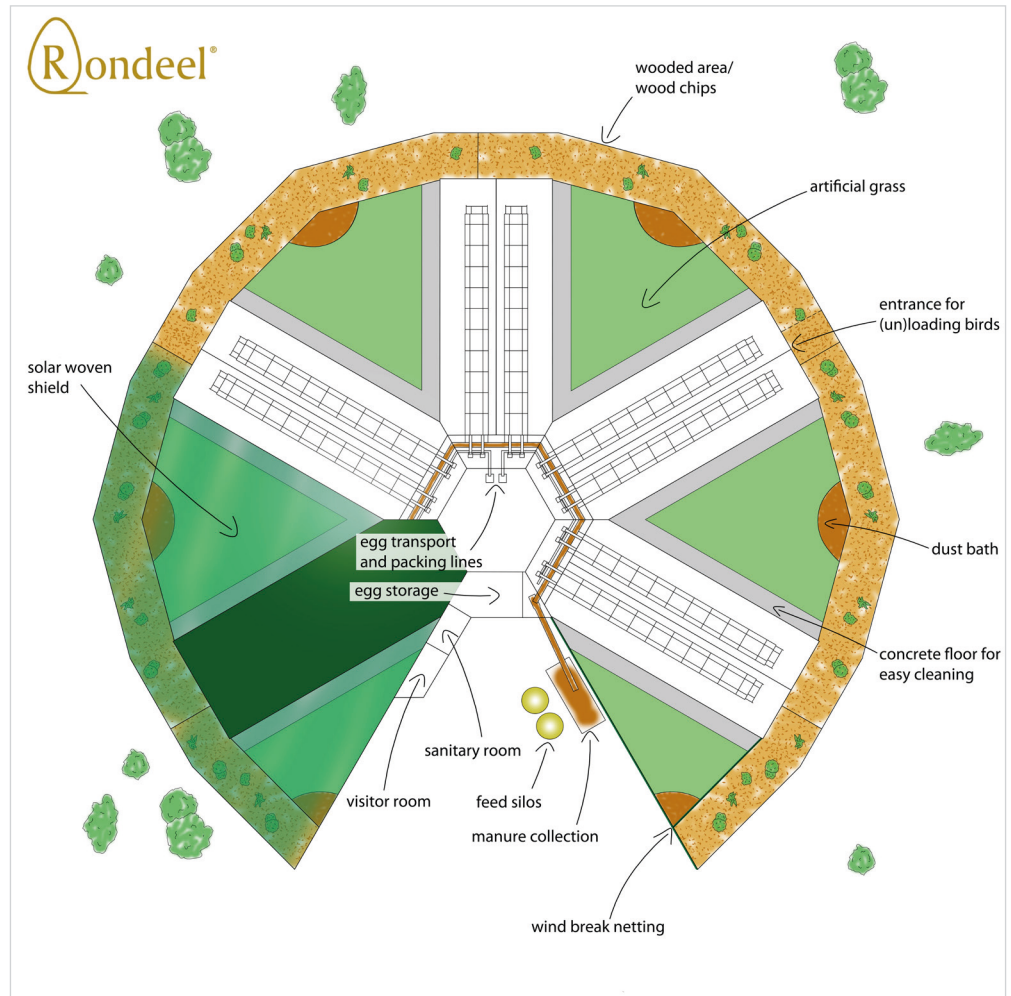 Rondeel®
wooded area/
wood chips
artificial grass
entrance for
(un)loading birds
solar woven
shield
egg transport
and packing lines
dust bath
egg storage
concrete floor for
easy cleaning
sanitary room
visitor room
feed silos
manure collection
wind break netting